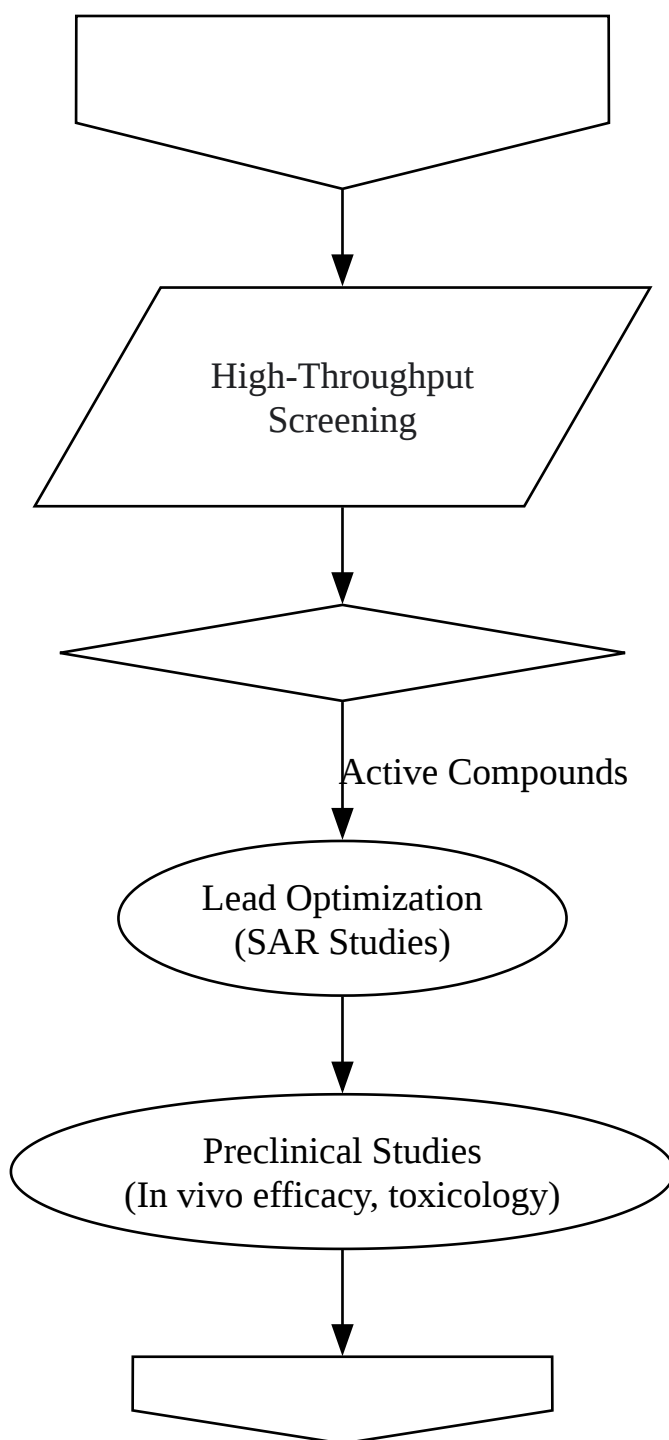 High-Throughput
Screening
Active Compounds
Lead Optimization
(SAR Studies)
Preclinical Studies
(In vivo efficacy, toxicology)